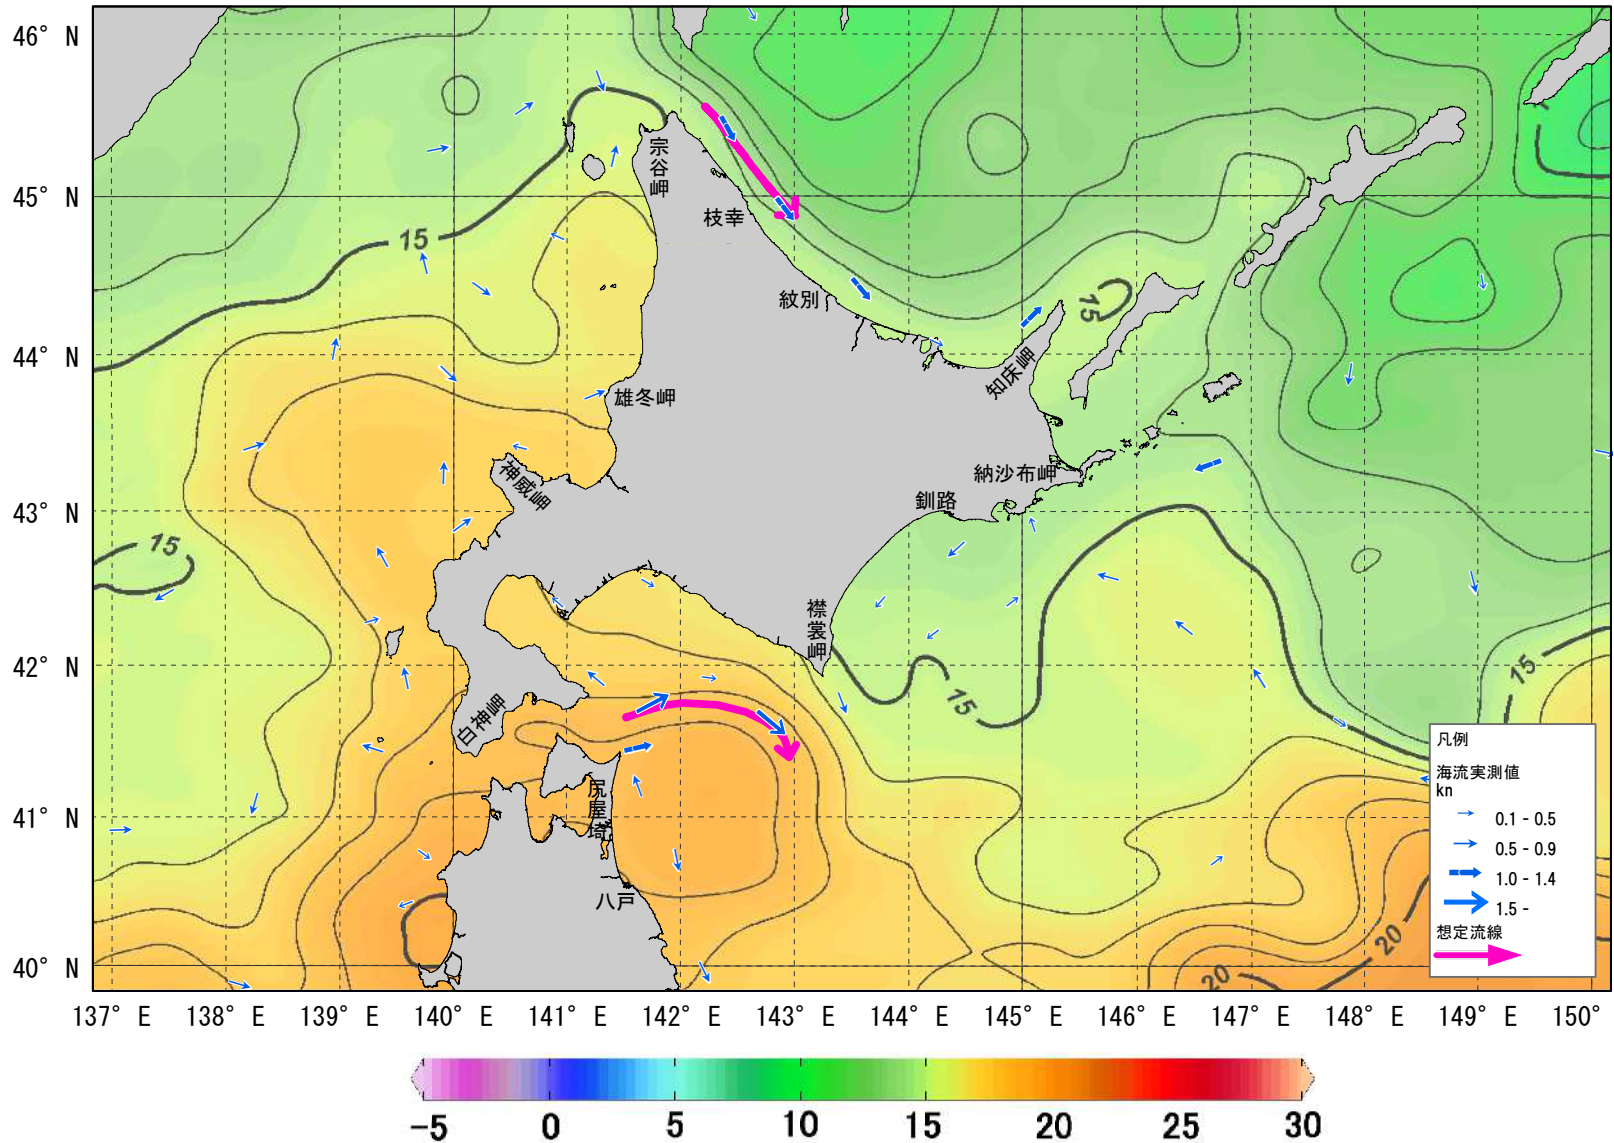 46° N
45° N
44° N
43° N
42° N
41° N
40° N
宗谷岬
枝幸
紋別
知床岬
雄冬岬
神威岬
納沙布岬
釧路
襟裳岬
白神岬
尻屋埼
八戸
15
15
15
15
15
20
20
凡例
海流実測値
kn
0.1 - 0.5
0.5 - 0.9
1.0 - 1.4
1.5 -
想定流線
137° E 138° E 139° E 140° E 141° E 142° E 143° E 144° E 145° E 146° E 147° E 148° E 149° E 150°
-5 0 5 10 15 20 25 30